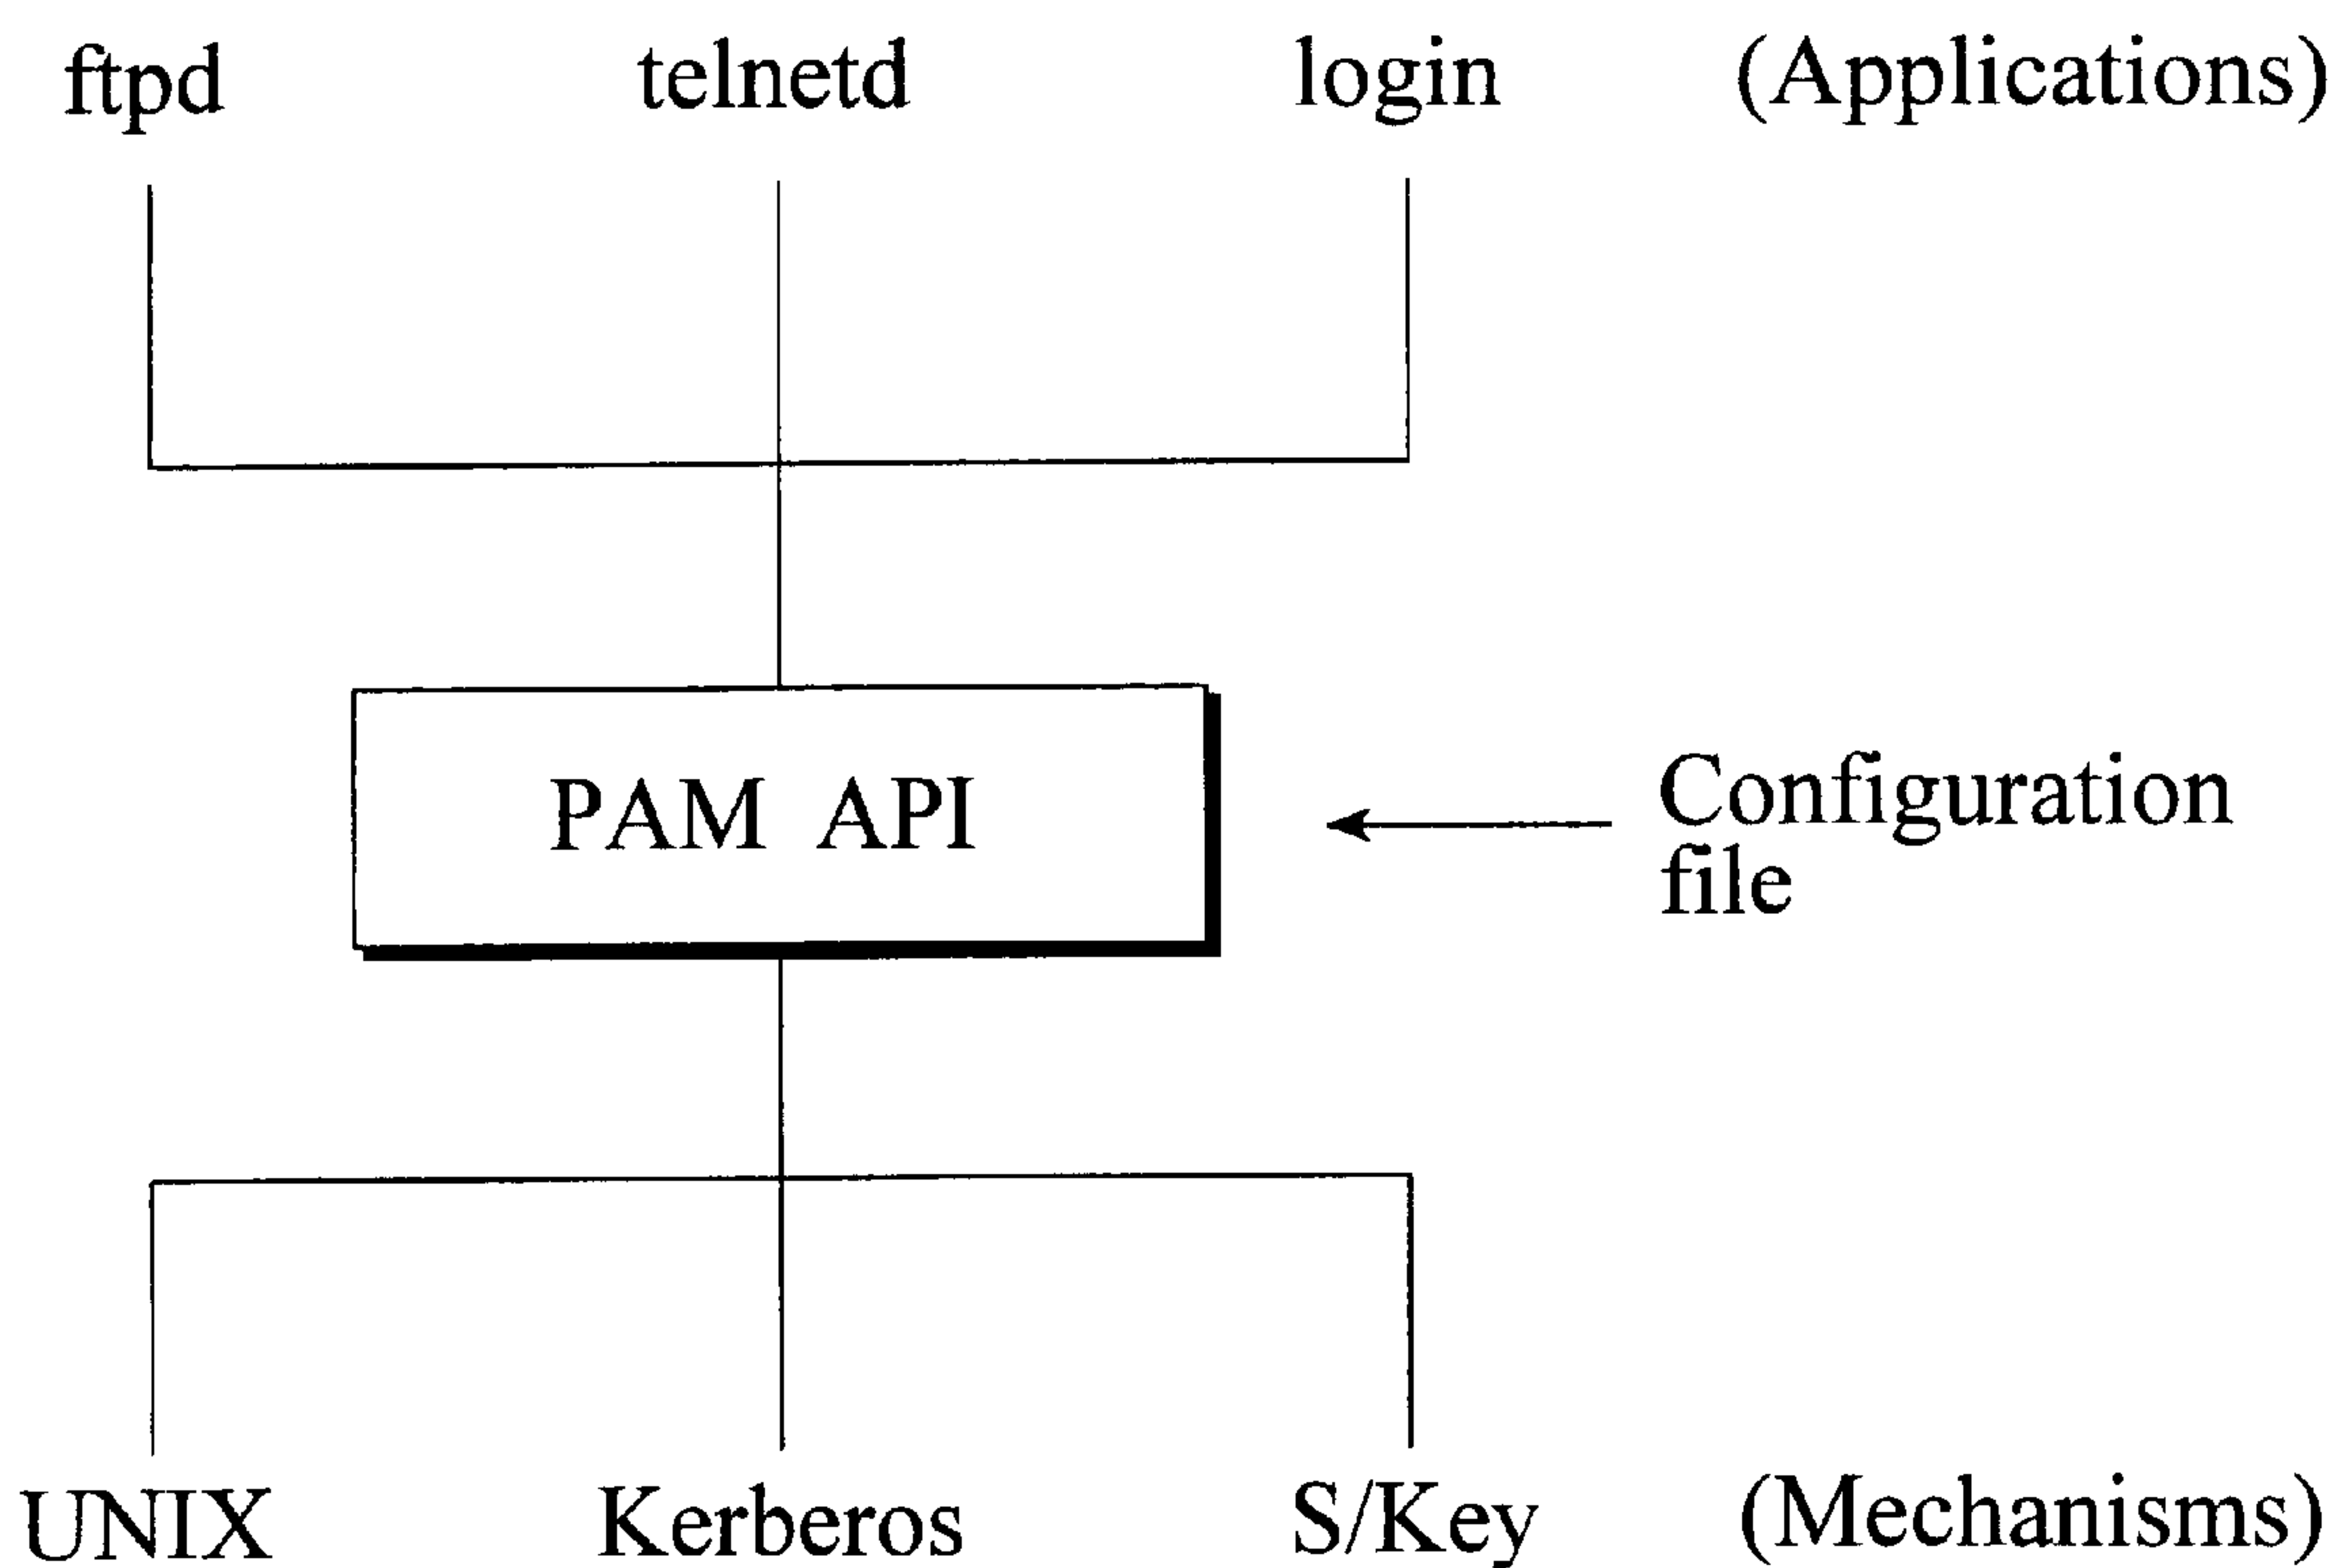 ftpd telnetd login (Applications)
PAM API
Configuration
file
UNIX Kerberos S/Key (Mechanisms)